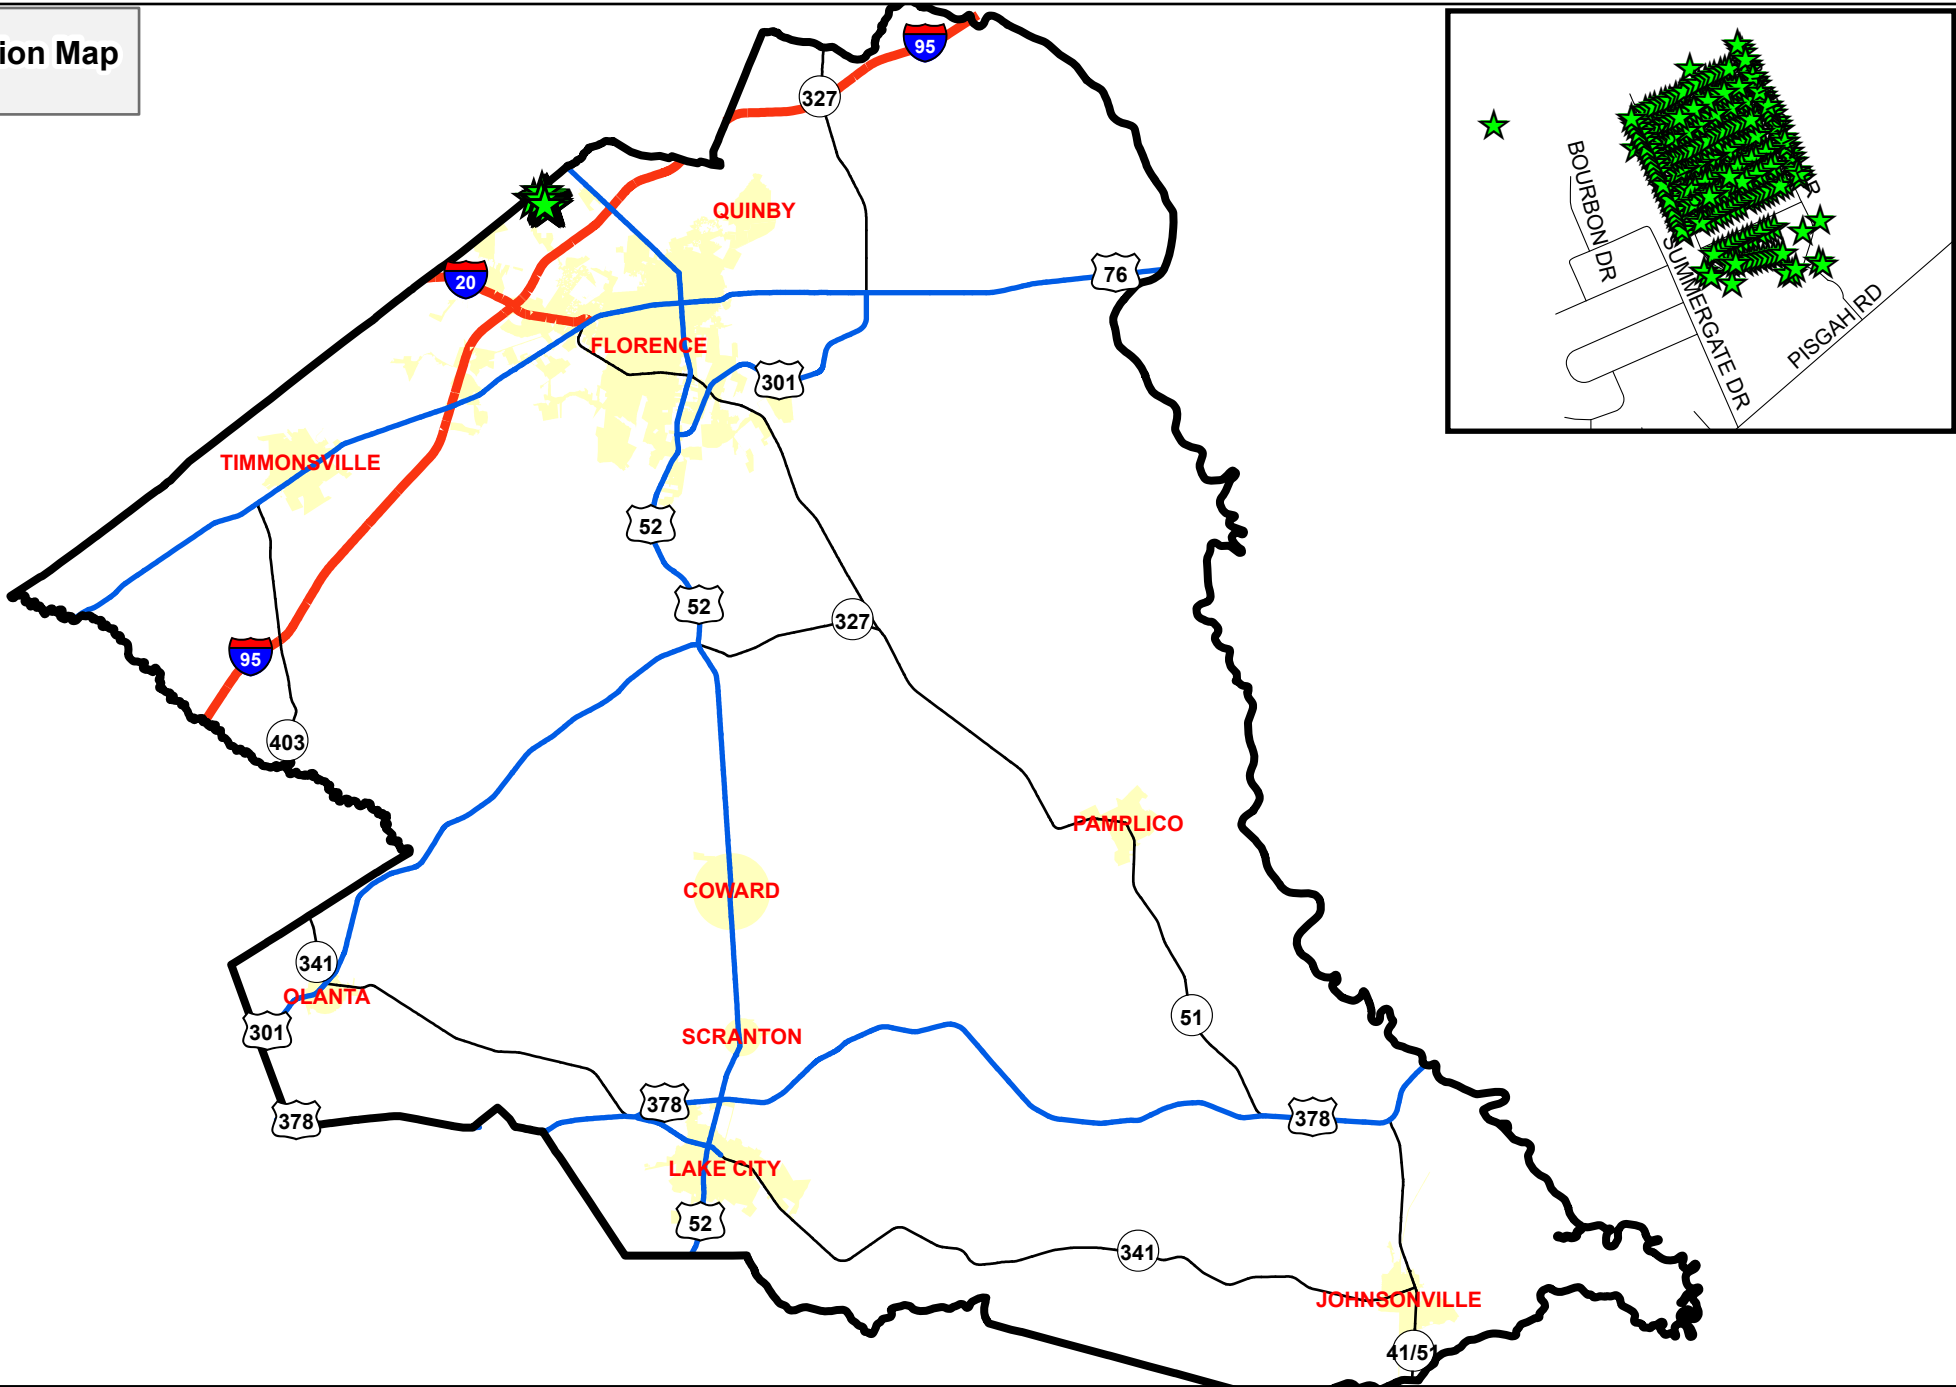 ion Map
95
327
QUINBY
20
76
FLORENCE
301
TIMMONSVILLE
52
52
327
95
403
PAMPLICO
COWARD
341
OLANTA
301
51
SCRANTON
378
378
378
LAKE CITY
52
341
JOHNSONVILLE
41/51
BOURBON DR
SUMMERGATE DR
PISGAH RD